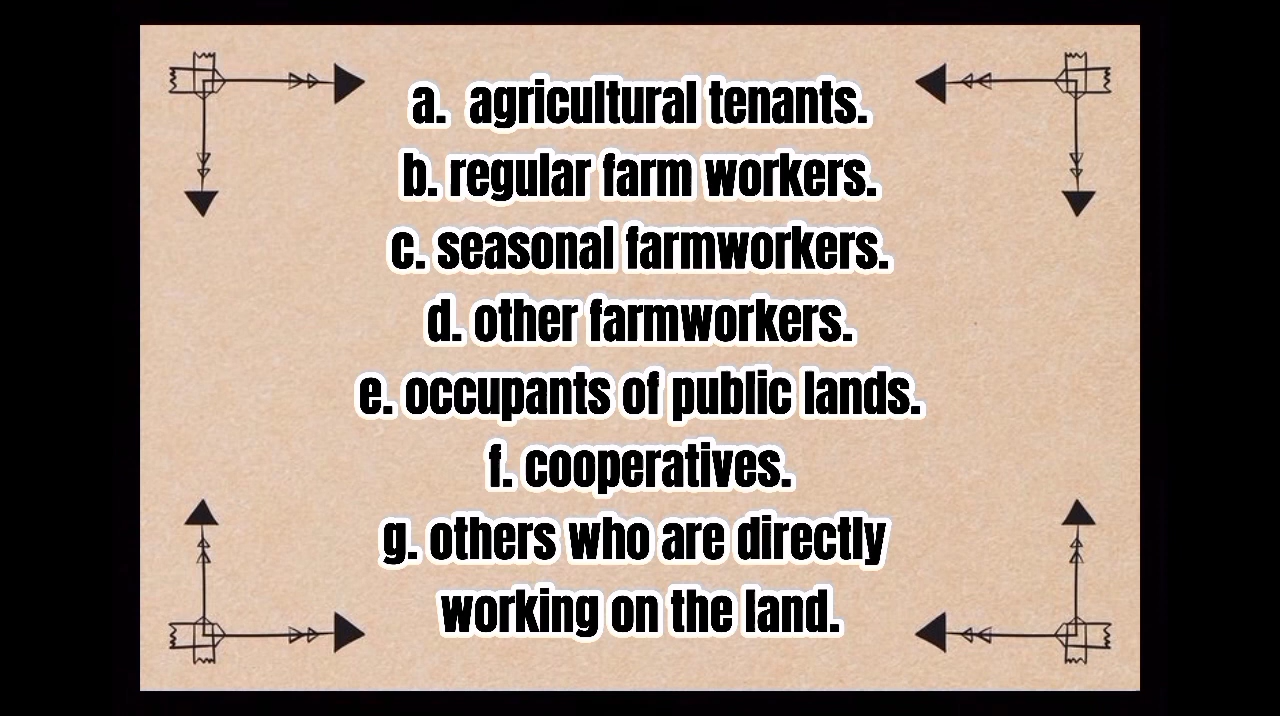 a. agricultural tenants.
b. regular farm workers.
c. seasonal farmworkers.
d. other farmworkers.
e. occupants of public lands.
f. cooperatives.
g. others who are directly
working on the land.